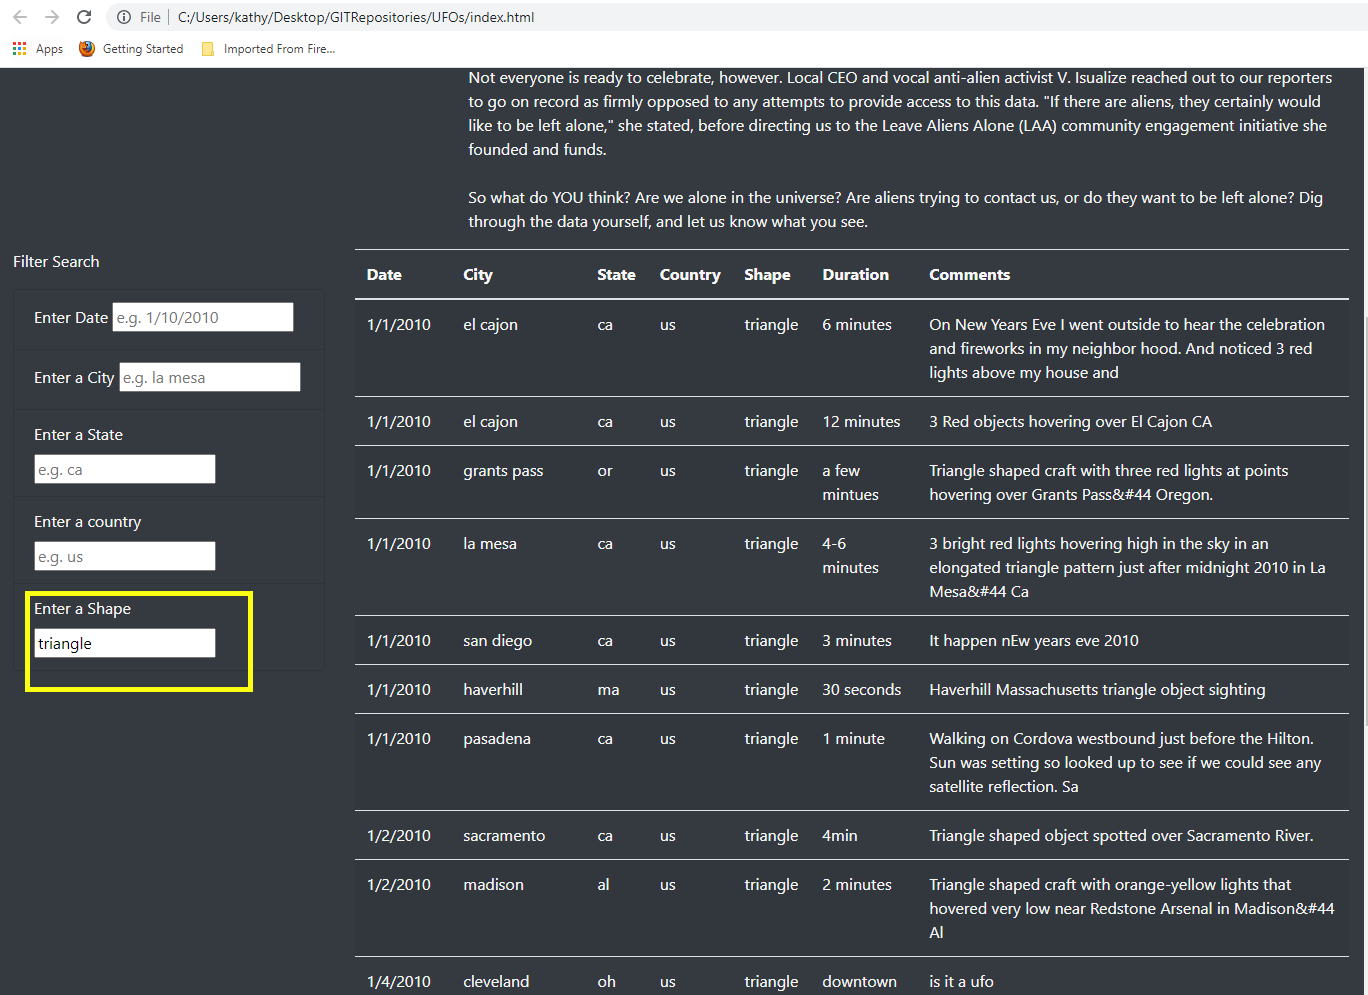 File | C:/Users/kathy/Desktop/GITRepositories/UFOs/index.html
Apps Getting Started Imported From Fire...
Not everyone is ready to celebrate, however. Local CEO and vocal anti-alien activist V. Isualize reached out to our reporters
to go on record as firmly opposed to any attempts to provide access to this data. "If there are aliens, they certainly would
like to be left alone," she stated, before directing us to the Leave Aliens Alone (LAA) community engagement initiative she
founded and funds.
So what do YOU think? Are we alone in the universe? Are aliens trying to contact us, or do they want to be left alone? Dig
through the data yourself, and let us know what you see.
Filter Search
Enter Date e.g. 1/10/2010
Enter a City e.g. la mesa
Enter a State
e.g. ca
Enter a country
e.g. us
Enter a Shape
triangle
Date City State Country Shape Duration Comments
1/1/2010 el cajon ca us triangle 6 minutes On New Years Eve I went outside to hear the celebration
and fireworks in my neighbor hood. And noticed 3 red
lights above my house and
1/1/2010 el cajon ca us triangle 12 minutes 3 Red objects hovering over El Cajon CA
1/1/2010 grants pass or us triangle a few Triangle shaped craft with three red lights at points
mintues hovering over Grants Pass&#44 Oregon.
1/1/2010 la mesa ca us triangle 4-6 3 bright red lights hovering high in the sky in an
minutes elongated triangle pattern just after midnight 2010 in La
Mesa&#44 Ca
1/1/2010 san diego ca us triangle 3 minutes It happen nEw years eve 2010
1/1/2010 haverhill ma us triangle 30 seconds Haverhill Massachusetts triangle object sighting
1/1/2010 pasadena ca us triangle 1 minute Walking on Cordova westbound just before the Hilton.
Sun was setting so looked up to see if we could see any
satellite reflection. Sa
1/2/2010 sacramento ca us triangle 4min Triangle shaped object spotted over Sacramento River.
1/2/2010 madison al us triangle 2 minutes Triangle shaped craft with orange-yellow lights that
hovered very low near Redstone Arsenal in Madison&#44
Al
1/4/2010 cleveland oh us triangle downtown is it a ufo